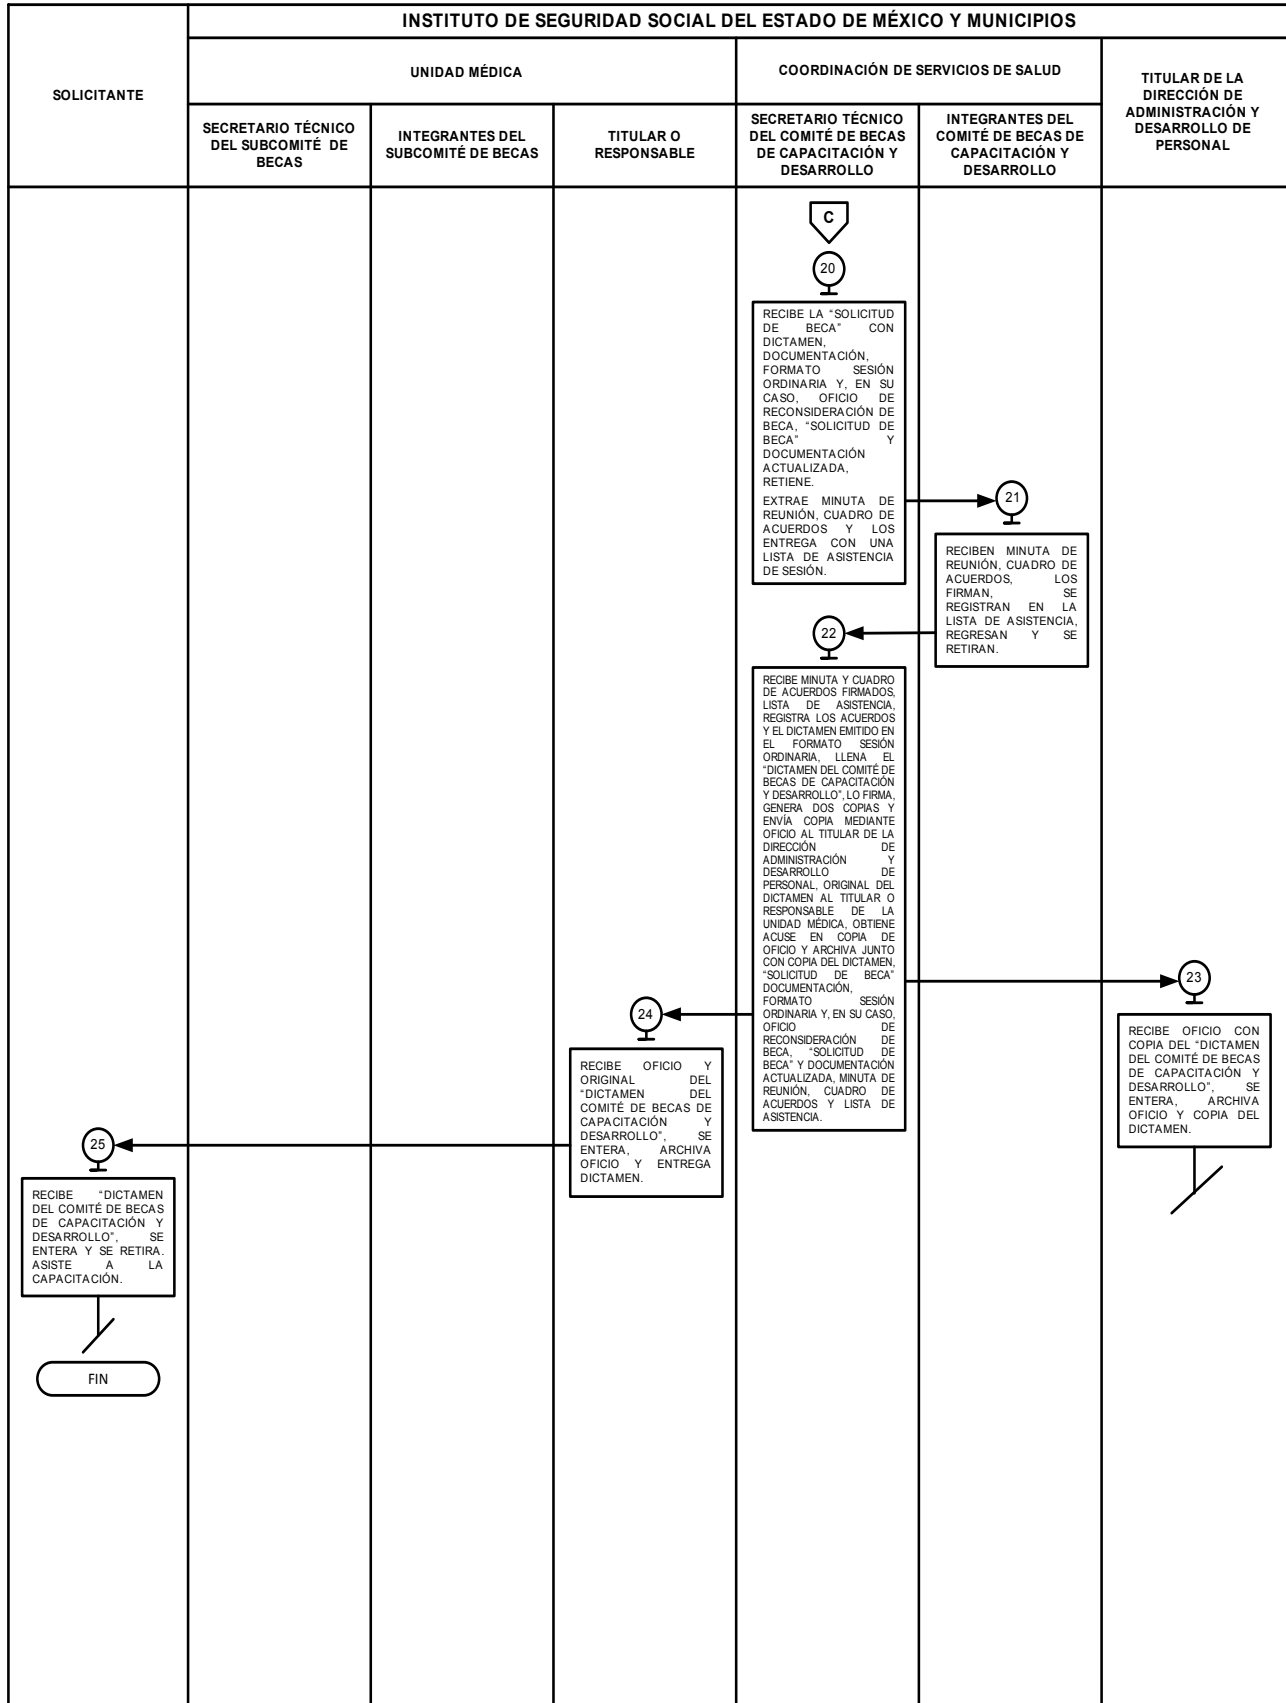 INSTITUTO DE SEGURIDAD SOCIAL DEL ESTADO DE MÉXICO Y MUNICIPIOS
SOLICITANTE
UNIDAD MÉDICA
COORDINACIÓN DE SERVICIOS DE SALUD
TITULAR DE LA
DIRECCIÓN DE
ADMINISTRACIÓN Y
DESARROLLO DE
PERSONAL
SECRETARIO TÉCNICO
DEL SUBCOMITÉ DE
BECAS
INTEGRANTES DEL
SUBCOMITÉ DE BECAS
TITULAR O
RESPONSABLE
SECRETARIO TÉCNICO
DEL COMITÉ DE BECAS
DE CAPACITACIÓN Y
DESARROLLO
INTEGRANTES DEL
COMITÉ DE BECAS DE
CAPACITACIÓN Y
DESARROLLO
C
20
RECIBE LA “SOLICITUD
DE BECA” CON
DICTAMEN,
DOCUMENTACIÓN,
FORMATO SESIÓN
ORDINARIA Y, EN SU
CASO, OFICIO DE
RECONSIDERACIÓN DE
BECA, “SOLICITUD DE
BECA” Y
DOCUMENTACIÓN
ACTUALIZADA,
RETIENE.
EXTRAE MINUTA DE
REUNIÓN, CUADRO DE
ACUERDOS Y LOS
ENTREGA CON UNA
LISTA DE ASISTENCIA
DE SESIÓN.
21
RECIBEN MINUTA DE
REUNIÓN, CUADRO DE
ACUERDOS, LOS
FIRMAN, SE
REGISTRAN EN LA
LISTA DE ASISTENCIA,
REGRESAN Y SE
RETIRAN.
22
RECIBE MINUTA Y CUADRO
DE ACUERDOS FIRMADOS,
LISTA DE ASISTENCIA,
REGISTRA LOS ACUERDOS
Y EL DICTAMEN EMITIDO EN
EL FORMATO SESIÓN
ORDINARIA, LLENA EL
“DICTAMEN DEL COMITÉ DE
BECAS DE CAPACITACIÓN
Y DESARROLLO”, LO FIRMA,
GENERA DOS COPIAS Y
ENVÍA COPIA MEDIANTE
OFICIO AL TITULAR DE LA
DIRECCIÓN DE
ADMINISTRACIÓN Y
DESARROLLO DE
PERSONAL, ORIGINAL DEL
DICTAMEN AL TITULAR O
RESPONSABLE DE LA
UNIDAD MÉDICA, OBTIENE
ACUSE EN COPIA DE
OFICIO Y ARCHIVA JUNTO
CON COPIA DEL DICTAMEN,
“SOLICITUD DE BECA”
DOCUMENTACIÓN,
FORMATO SESIÓN
ORDINARIA Y, EN SU CASO,
OFICIO DE
RECONSIDERACIÓN DE
BECA, “SOLICITUD DE
BECA” Y DOCUMENTACIÓN
ACTUALIZADA, MINUTA DE
REUNIÓN, CUADRO DE
ACUERDOS Y LISTA DE
ASISTENCIA.
23
RECIBE OFICIO CON
COPIA DEL “DICTAMEN
DEL COMITÉ DE BECAS
DE CAPACITACIÓN Y
DESARROLLO”, SE
ENTERA, ARCHIVA
OFICIO Y COPIA DEL
DICTAMEN.
24
RECIBE OFICIO Y
ORIGINAL DEL
“DICTAMEN DEL
COMITÉ DE BECAS DE
CAPACITACIÓN Y
DESARROLLO”, SE
ENTERA, ARCHIVA
OFICIO Y ENTREGA
DICTAMEN.
25
RECIBE “DICTAMEN
DEL COMITÉ DE BECAS
DE CAPACITACIÓN Y
DESARROLLO”, SE
ENTERA Y SE RETIRA.
ASISTE A LA
CAPACITACIÓN.
FIN